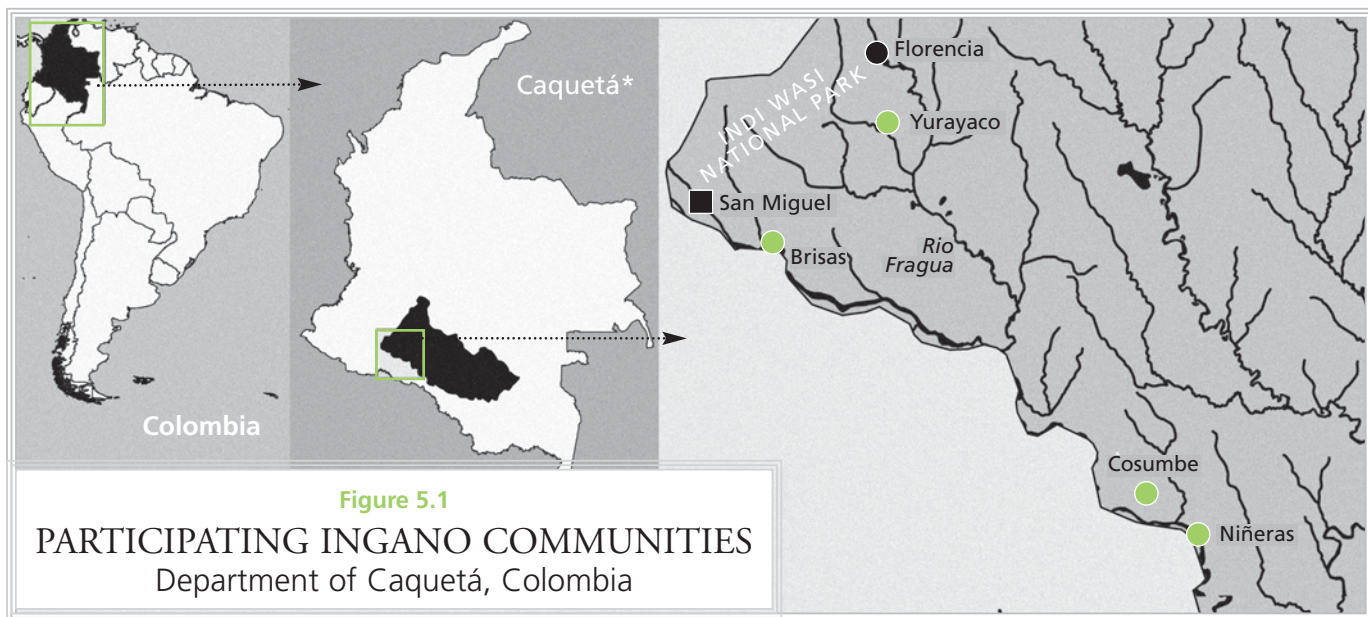 Colombia
Caquetá*
Florencia
INDI WASI
NATIONAL PARK
Yurayaco
San Miguel
Brisas
Rio
Fragua
Cosumbe
Niñeras
Figure 5.1
PARTICIPATING INGANO COMMUNITIES
Department of Caquetá, Colombia